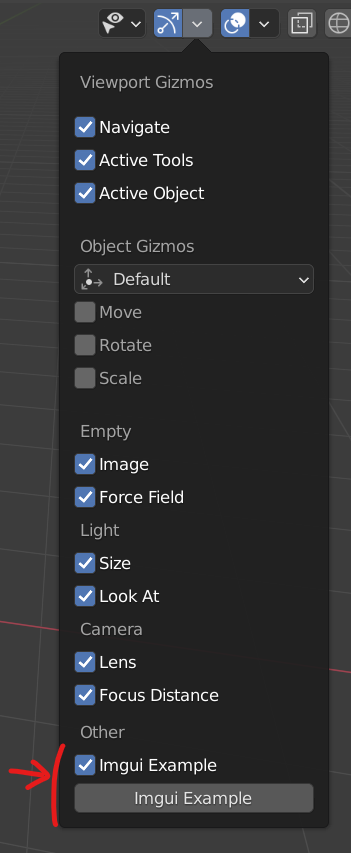 Viewport Gizmos
Navigate
Active Tools
Active Object
Object Gizmos
Default
Move
Rotate
Scale
Empty
Image
Force Field
Light
Size
Look At
Camera
Lens
Focus Distance
Other
Imgui Example
Imgui Example